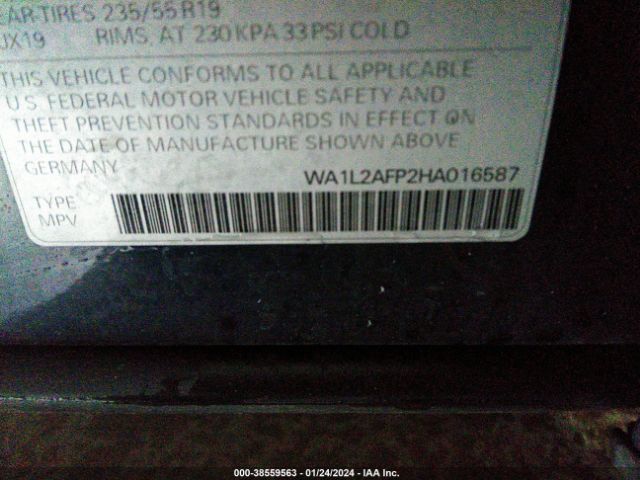 EAR TIRES 235/55 R19
JX19 RIMS, AT 230 KPA 33 PSI COLD
THIS VEHICLE CONFORMS TO ALL APPLICABLE
U.S. FEDERAL MOTOR VEHICLE SAFETY AND
THEFT PREVENTION STANDARDS IN EFFECT ON
THE DATE OF MANUFACTURE SHOWN ABOVE
GERMANY
WA1L2AFP2HA016587
TYPE
MPV
000-38559563 - 01/24/2024 - IAA Inc.